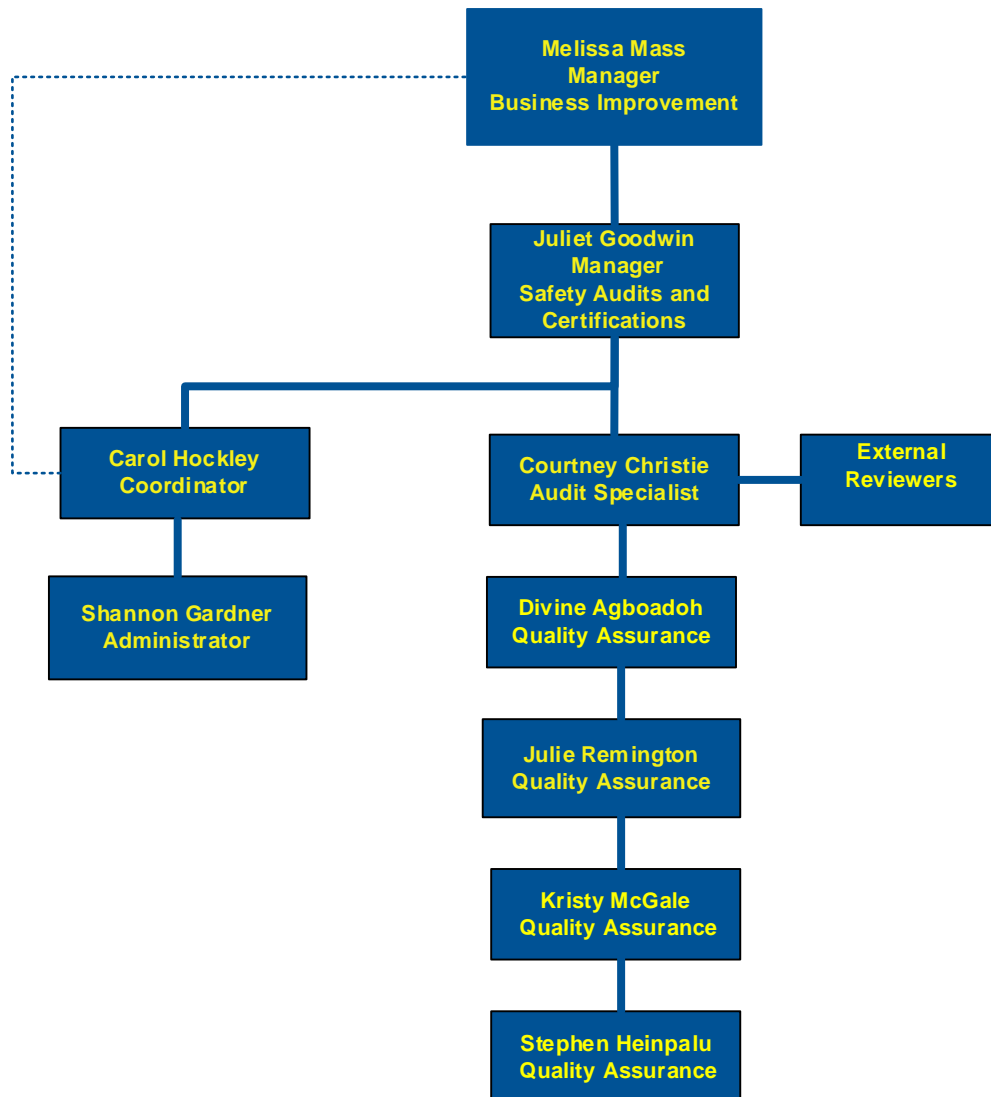 Melissa Mass
Manager
Business Improvement
Juliet Goodwin
Manager
Safety Audits and
Certifications
Carol Hockley
Coordinator
Courtney Christie
Audit Specialist
External
Reviewers
Shannon Gardner
Administrator
Divine Agboadoh
Quality Assurance
Julie Remington
Quality Assurance
Kristy McGale
Quality Assurance
Stephen Heinpalu
Quality Assurance